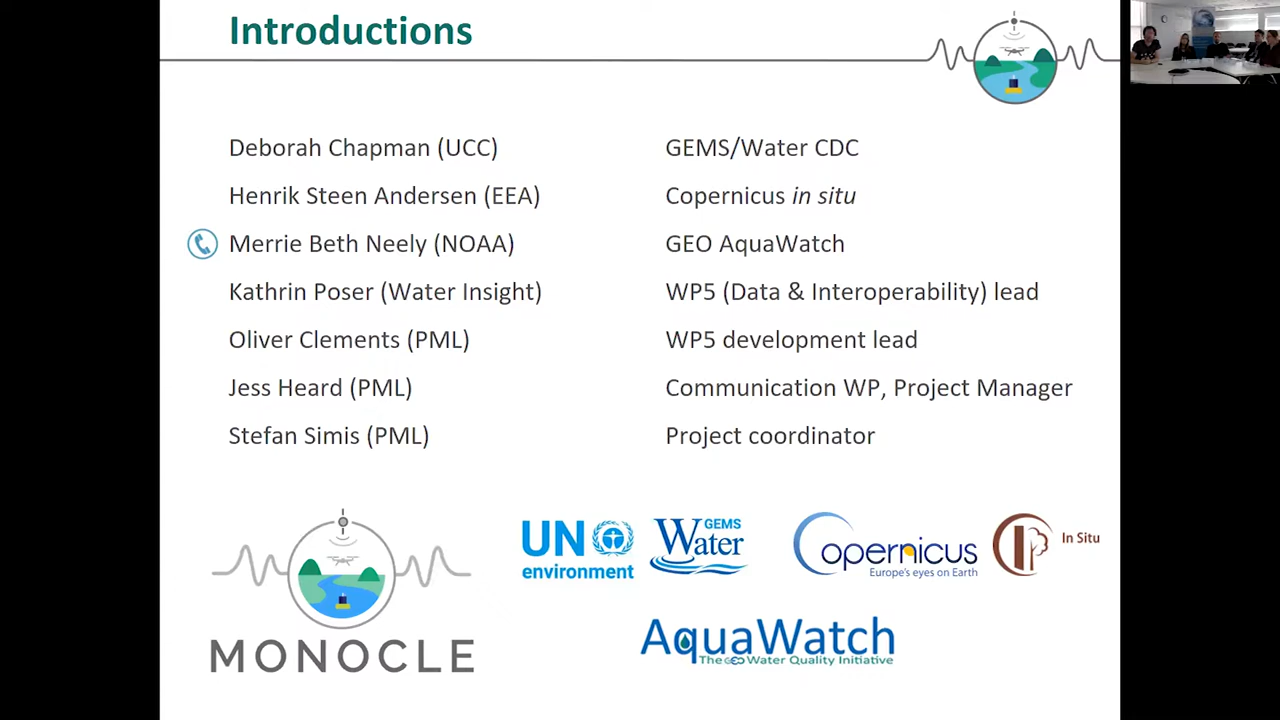 Introductions
Deborah Chapman (UCC) GEMS/Water CDC
Henrik Steen Andersen (EEA) Copernicus in situ
Merrie Beth Neely (NOAA) GEO AquaWatch
Kathrin Poser (Water Insight) WP5 (Data & Interoperability) lead
Oliver Clements (PML) WP5 development lead
Jess Heard (PML) Communication WP, Project Manager
Stefan Simis (PML) Project coordinator
MONOCLE
UN
environment
GEMS
Water
Copernicus
Europe's eyes on Earth
In Situ
AquaWatch
The GEO Water Quality Initiative